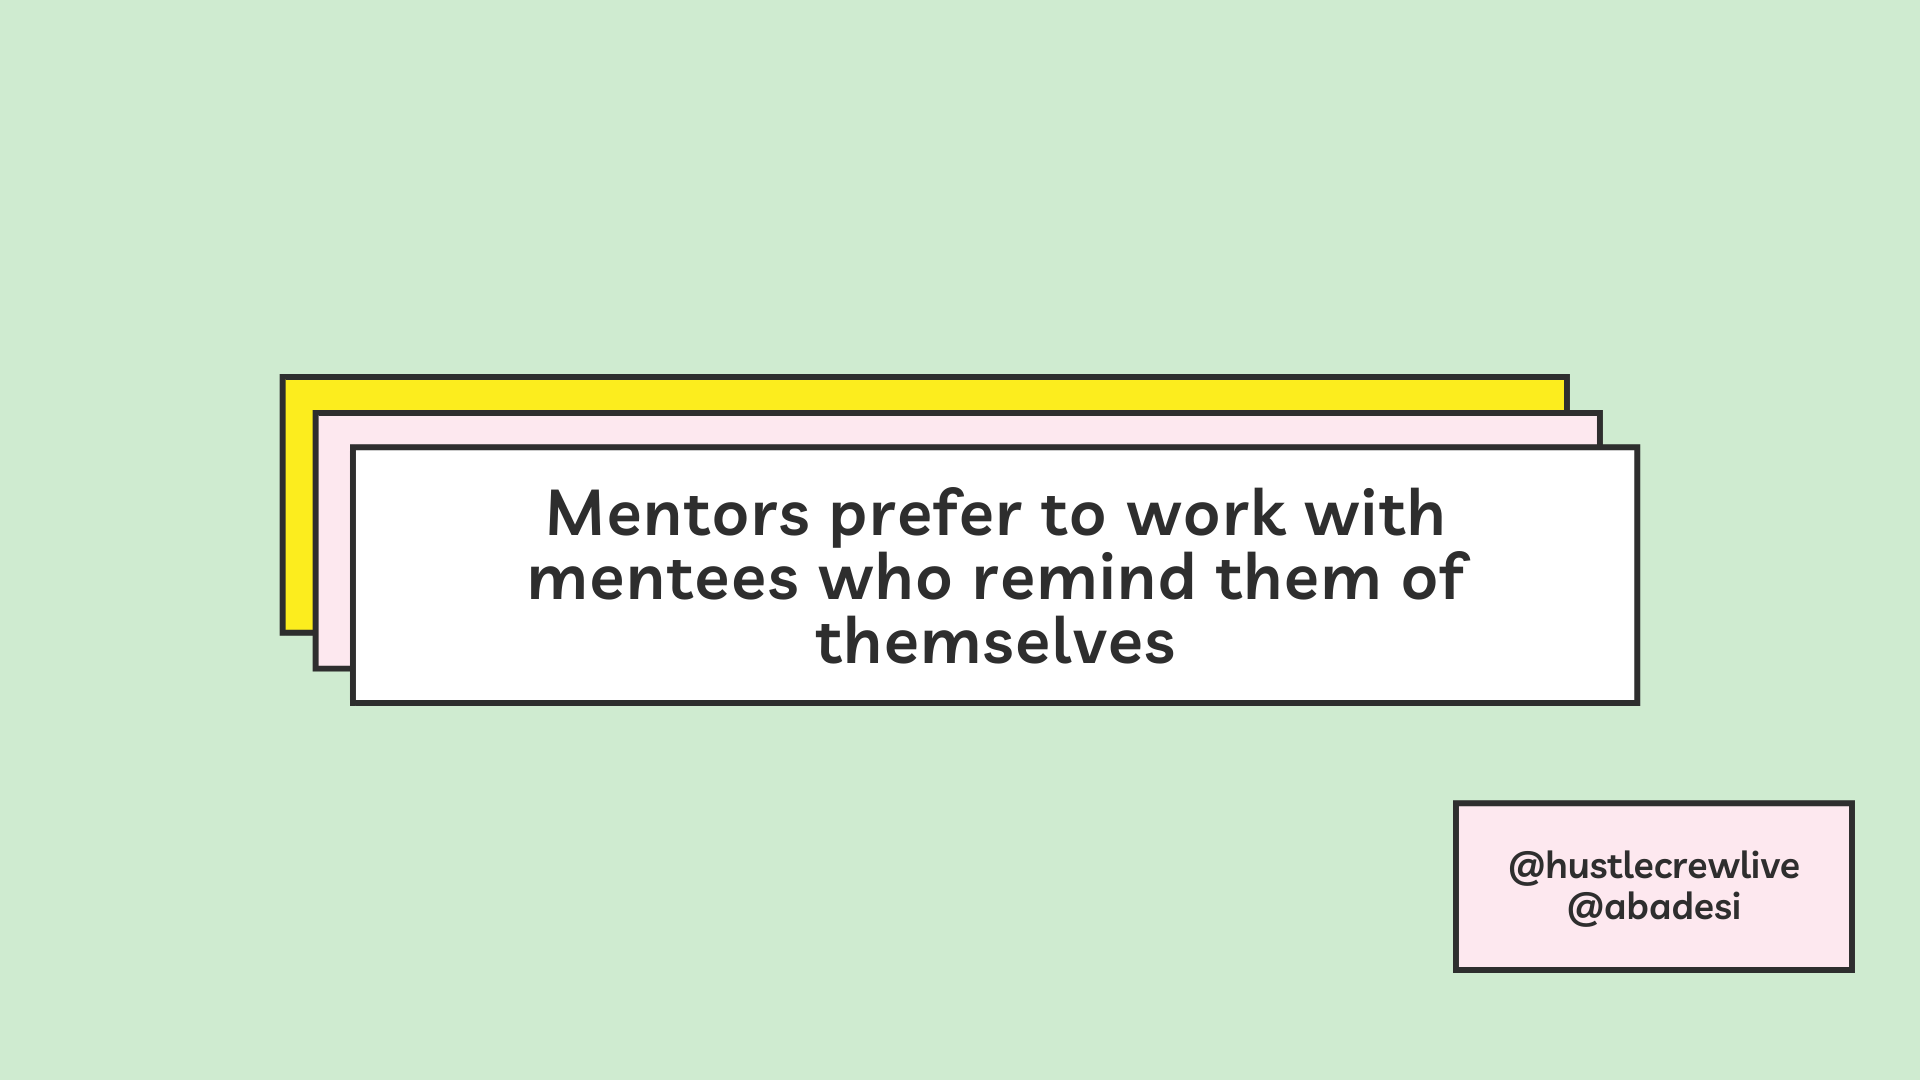 Mentors prefer to work with
mentees who remind them of
themselves
@hustlecrewlive
@abadesi